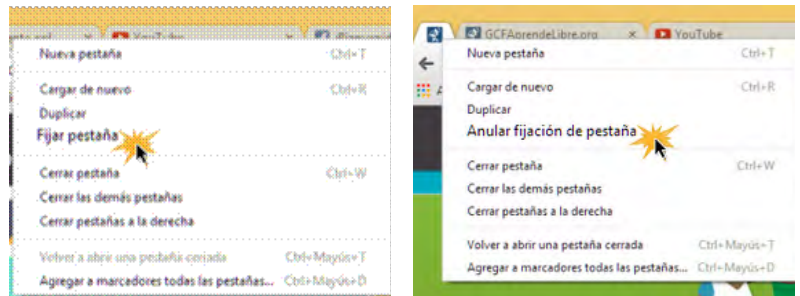 YouTube
Nueva pestaña Ctrl+T
Cargar de nuevo Ctrl+R
Duplicar
Fijar pestaña
Cerrar pestaña Ctrl+W
Cerrar las demás pestañas
Cerrar pestañas a la derecha
Volver a abrir una pestaña cerrada Ctrl+Mayús+T
Agregar a marcadores todas las pestañas... Ctrl+Mayús+D
GCFAprendeLibre.org × YouTube
Nueva pestaña Ctrl+T
Cargar de nuevo Ctrl+R
Duplicar
Anular fijación de pestaña
Cerrar pestaña Ctrl+W
Cerrar las demás pestañas
Cerrar pestañas a la derecha
Volver a abrir una pestaña cerrada Ctrl+Mayús+T
Agregar a marcadores todas las pestañas... Ctrl+Mayús+D